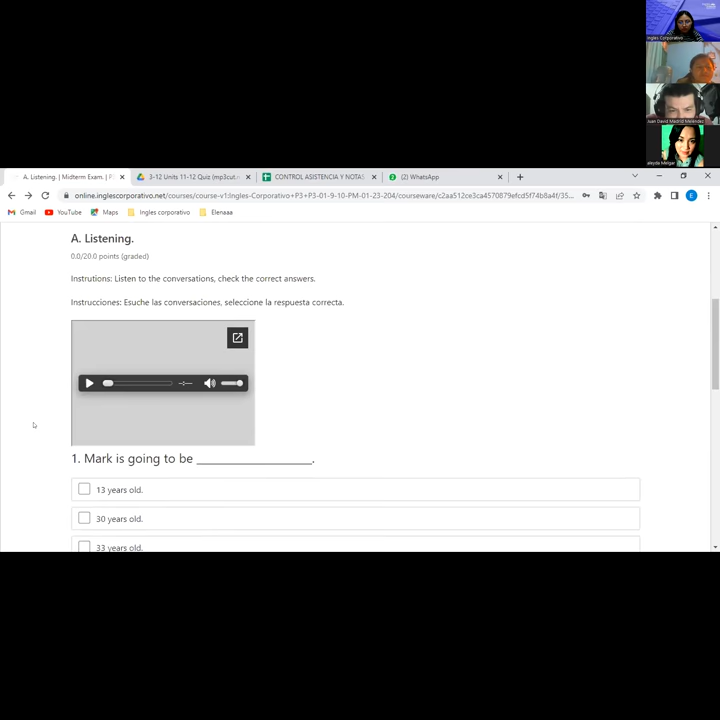 Ingles Corporativo
Juan David Madrid Melendez
aleyda Melgar
A. Listening. | Midterm Exam. | P
3-12 Units 11-12 Quiz (mp3cut.n
CONTROL ASISTENCIA Y NOTAS
(2) WhatsApp
online.inglescorporativo.net/courses/course-v1:Ingles-Corporativo+P3+P3-01-9-10-PM-01-23-204/courseware/c2aa512ce3ca4570879efcd5f74b8a4f/35...
E
Gmail
YouTube
Maps
Ingles corporativo
Elenaaa
A. Listening.
0.0/20.0 points (graded)
Instrutions: Listen to the conversations, check the correct answers.
Instrucciones: Esuche las conversaciones, seleccione la respuesta correcta.
-:--
1. Mark is going to be ___________________.
13 years old.
30 years old.
33 years old.